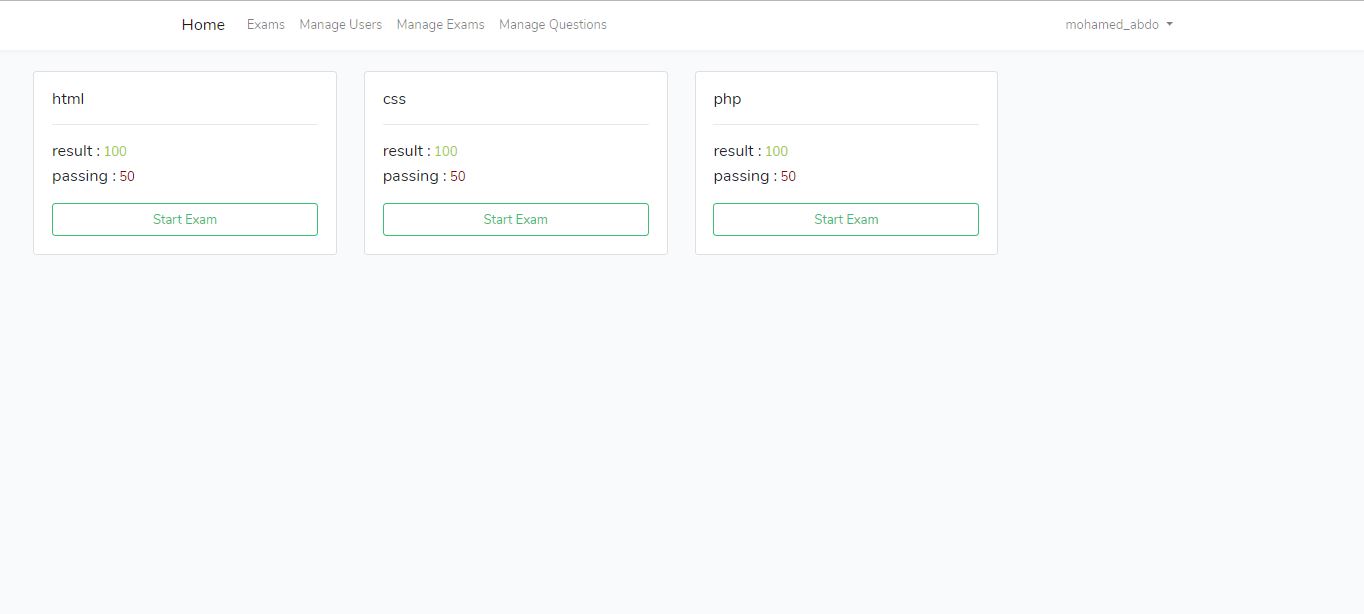 Home Exams Manage Users Manage Exams Manage Questions mohamed_abdo
html
result : 100
passing : 50
Start Exam
css
result : 100
passing : 50
Start Exam
php
result : 100
passing : 50
Start Exam